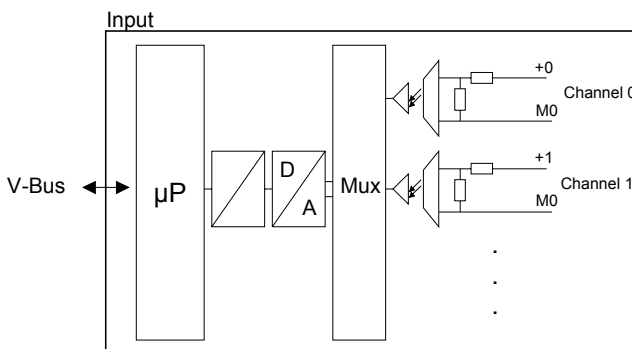 Input
+0
Channel 0
M0
+1
Channel 1
M0
V-Bus
µP
D
A
Mux